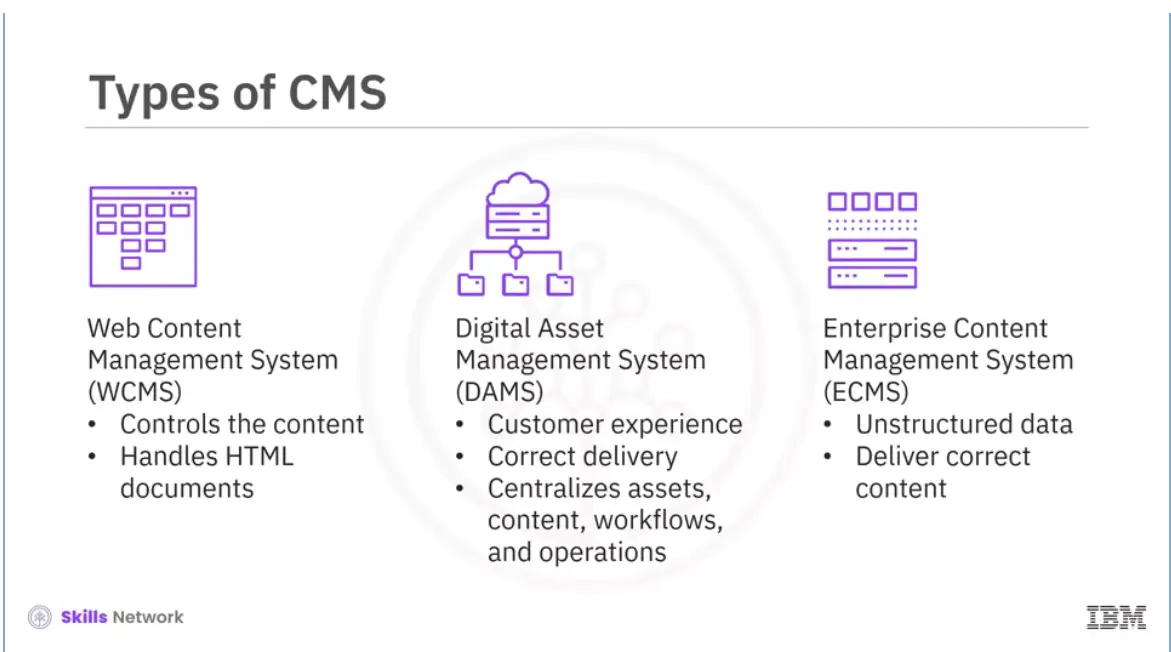 Types of CMS
Web Content
Management System
(WCMS)
• Controls the content
• Handles HTML
documents
Digital Asset
Management System
(DAMS)
• Customer experience
• Correct delivery
• Centralizes assets,
content, workflows,
and operations
Enterprise Content
Management System
(ECMS)
• Unstructured data
• Deliver correct
content
Skills Network
IBM